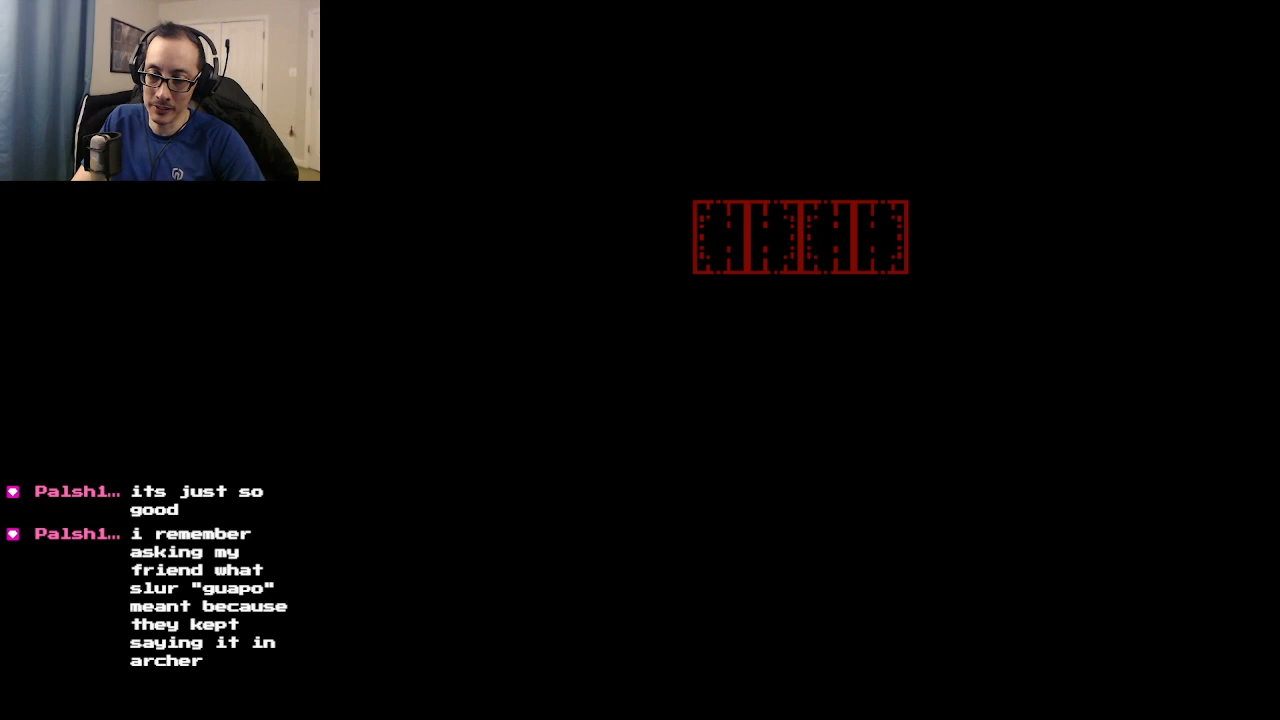 Palsh1… its just so
good
Palsh1… i remember
asking my
friend what
slur "guapo"
meant because
they kept
saying it in
archer